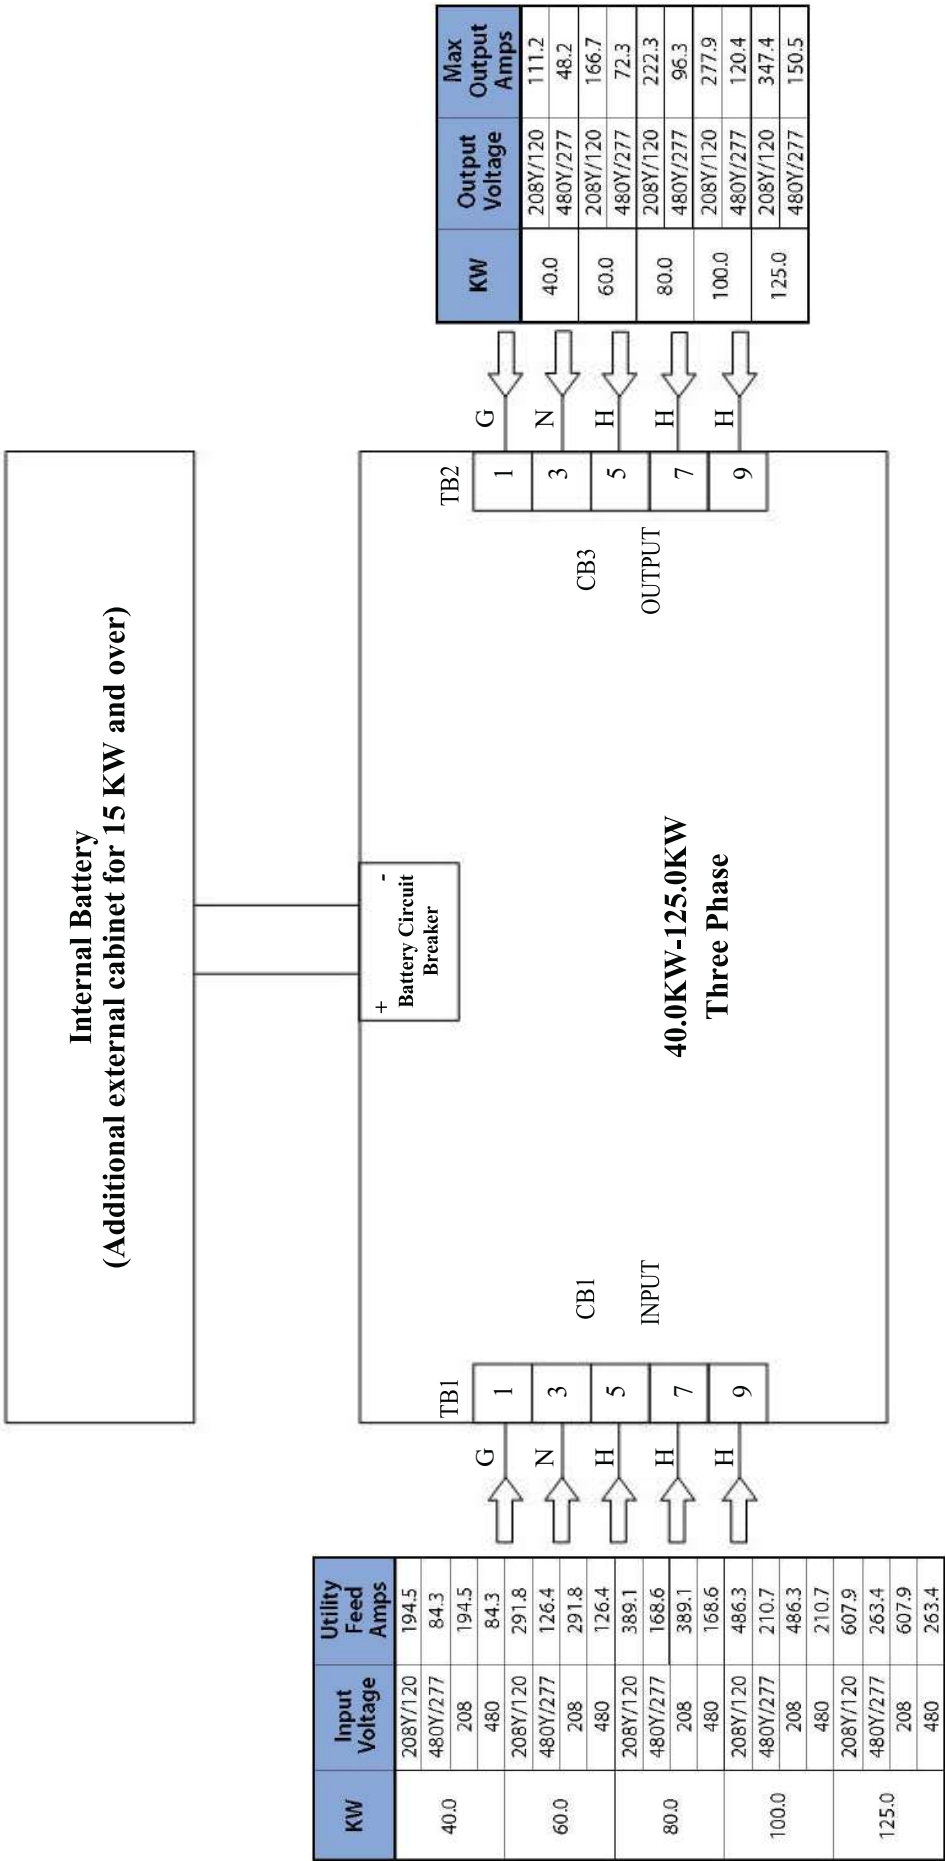 Internal Battery
(Additional external cabinet for 15 KW and over)
+ -
Battery Circuit
Breaker
KW Input Voltage Utility Feed Amps
40.0 208Y/120 194.5
480Y/277 84.3
208 194.5
480 84.3
60.0 208Y/120 291.8
480Y/277 126.4
208 291.8
480 126.4
80.0 208Y/120 389.1
480Y/277 168.6
208 389.1
480 168.6
100.0 208Y/120 486.3
480Y/277 210.7
208 486.3
480 210.7
125.0 208Y/120 607.9
480Y/277 263.4
208 607.9
480 263.4
TB1
G 1
N 3
H 5
H 7
H 9
CB1
INPUT
40.0KW-125.0KW
Three Phase
CB3
OUTPUT
TB2
1 G
3 N
5 H
7 H
9 H
KW Output Voltage Max Output Amps
40.0 208Y/120 111.2
480Y/277 48.2
60.0 208Y/120 166.7
480Y/277 72.3
80.0 208Y/120 222.3
480Y/277 96.3
100.0 208Y/120 277.9
480Y/277 120.4
125.0 208Y/120 347.4
480Y/277 150.5